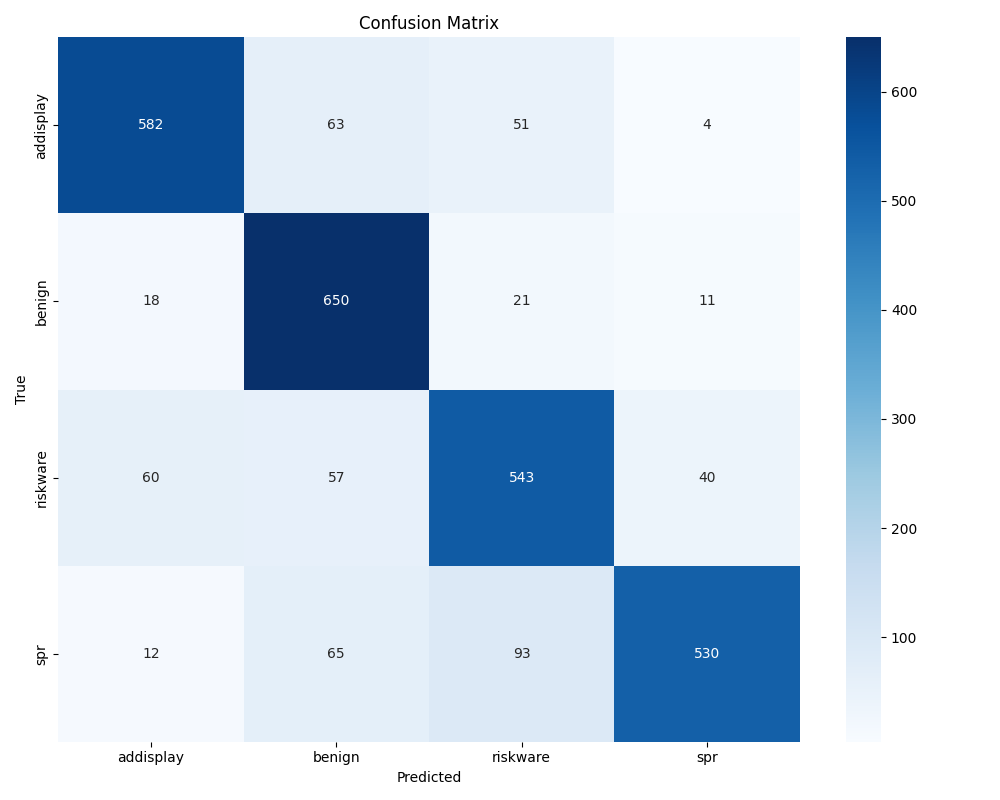 Confusion Matrix
True
addisplay 582 63 51 4
benign 18 650 21 11
riskware 60 57 543 40
spr 12 65 93 530
addisplay benign riskware spr
Predicted
600
500
400
300
200
100